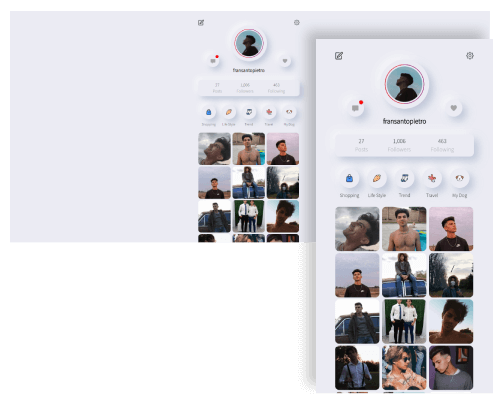 fransantopietro
27 1,006 463
Posts Followers Following
Shopping Life Style Trend Travel My Dog
fransantopietro
27 1,006 463
Posts Followers Following
Shopping Life Style Trend Travel My Dog